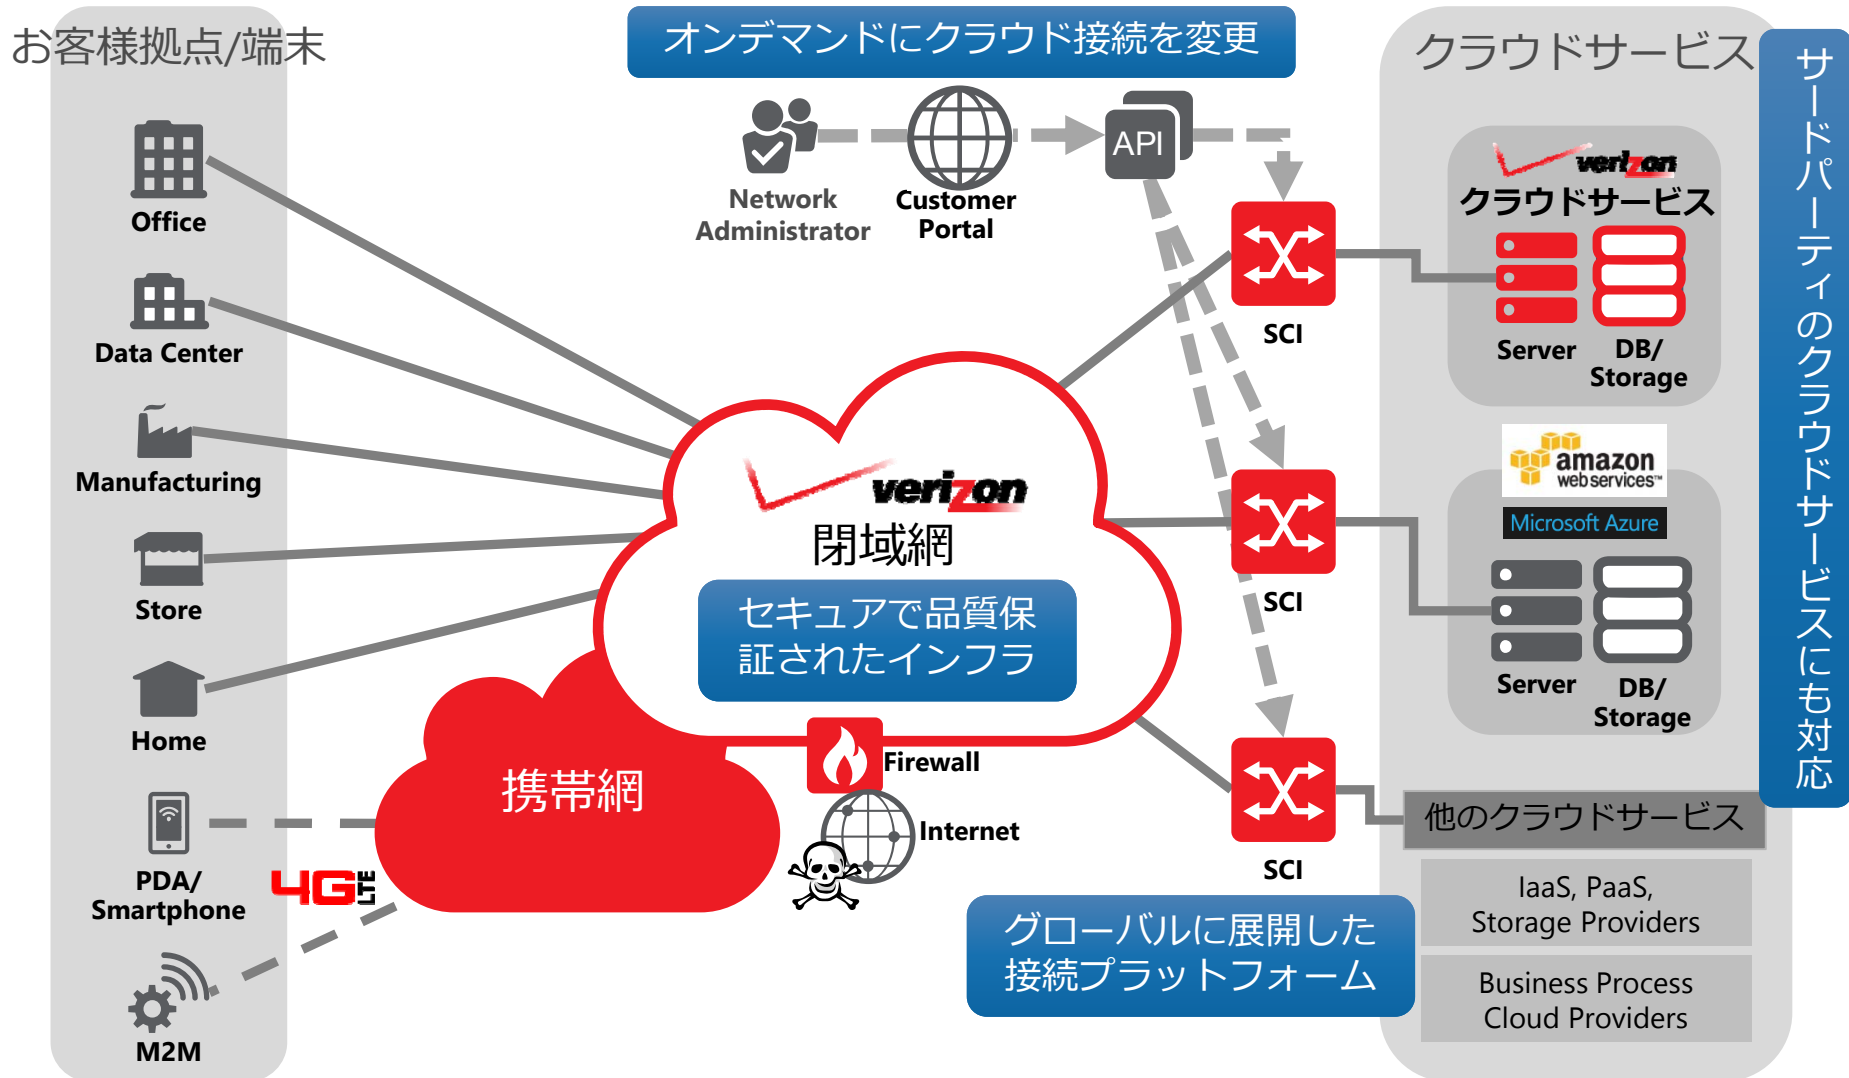 お客様拠点/端末
オンデマンドにクラウド接続を変更
クラウドサービス
サードパーティのクラウドサービスにも対応
Office
Data Center
Manufacturing
Store
Home
PDA/
Smartphone
M2M
4G LTE
Network
Administrator
Customer
Portal
API
verizon
閉域網
セキュアで品質保
証されたインフラ
携帯網
Firewall
Internet
SCI
SCI
SCI
グローバルに展開した
接続プラットフォーム
verizon
クラウドサービス
Server
DB/
Storage
amazon
web services™
Microsoft Azure
Server
DB/
Storage
他のクラウドサービス
IaaS, PaaS,
Storage Providers
Business Process
Cloud Providers